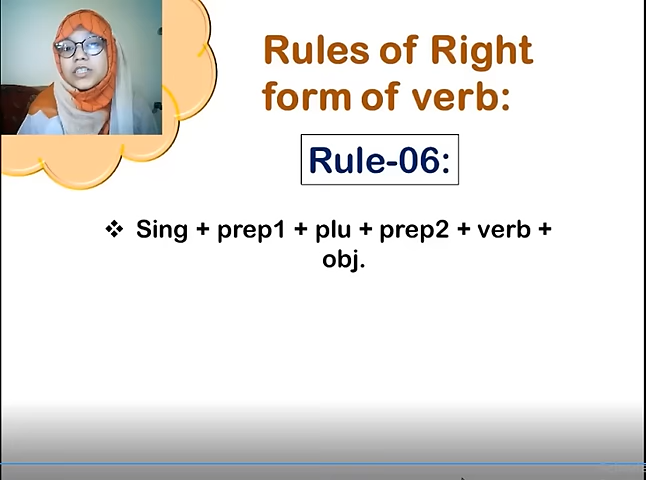 Rules of Right
form of verb:
Rule-06:
❖ Sing + prep1 + plu + prep2 + verb +
obj.